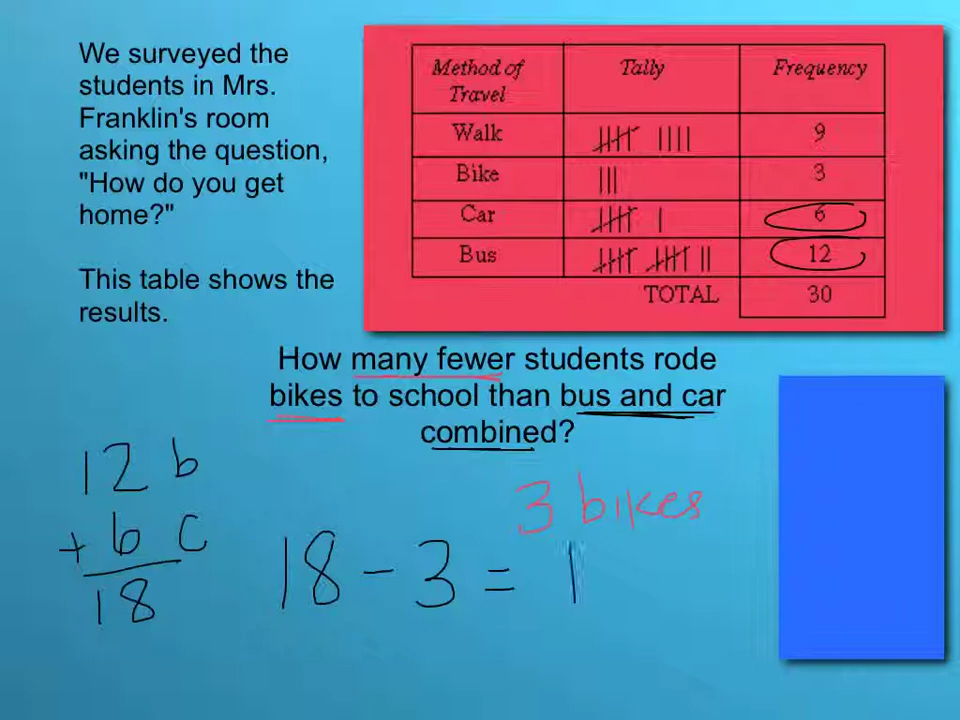 We surveyed the
students in Mrs.
Franklin's room
asking the question,
"How do you get
home?"
This table shows the
results.
Method of Travel Tally Frequency
Walk 9
Bike 3
Car 6
Bus 12
TOTAL 30
How many fewer students rode
bikes to school than bus and car
combined?
12 b
+ 6 c
18
3 bikes
18 - 3 = 1